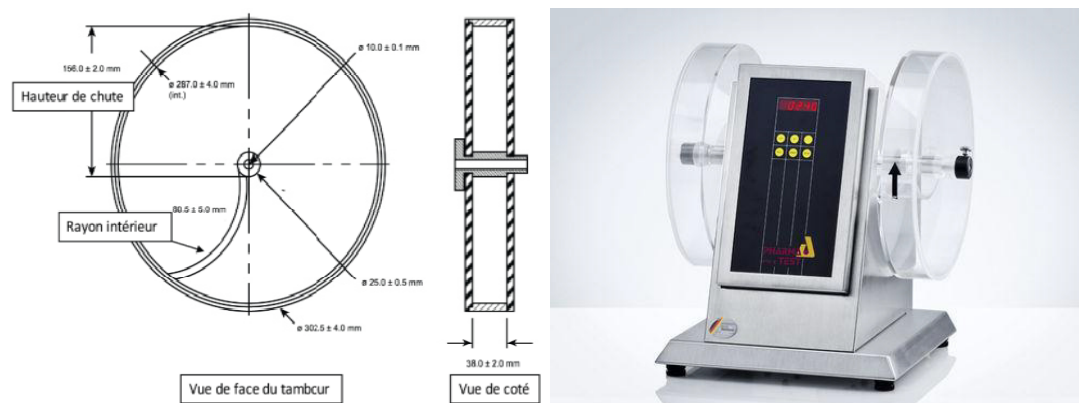 156.0 ± 2.0 mm
Hauteur de chute
ø 10.0 ± 0.1 mm
ø 287.0 ± 4.0 mm
(int.)
80.5 ± 5.0 mm
Rayon intérieur
ø 25.0 ± 0.5 mm
ø 302.5 ± 4.0 mm
38.0 ± 2.0 mm
Vue de face du tambcur
Vue de coté
PHARMA
TEST